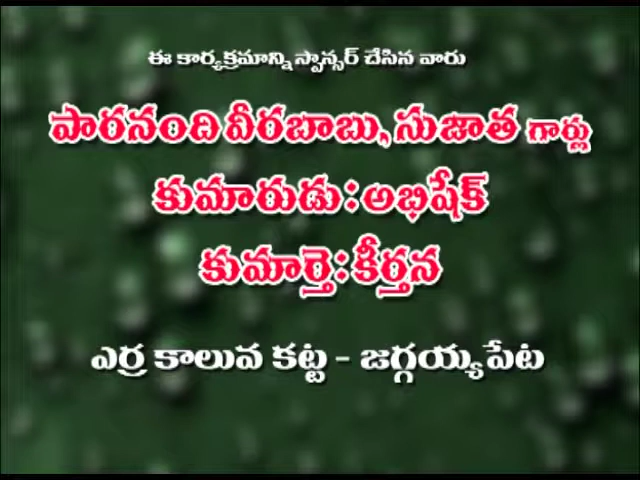 ఈ కార్యక్రమాన్ని స్పాన్సర్ చేసిన వారు
పారనంది వీరబాబు, సుజాత గార్లు
కుమారుడు : అభిషేక్
కుమార్తె : కీర్తన
ఎర్ర కాలువ కట్ట - జగ్గయ్యపేట